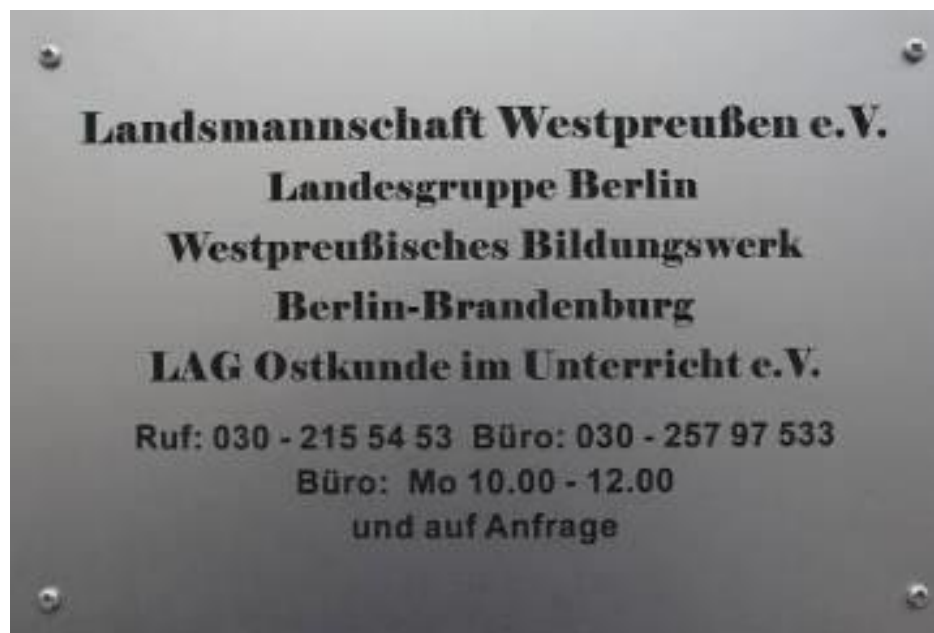 Landsmannschaft Westpreußen e.V.
Landesgruppe Berlin
Westpreußisches Bildungswerk
Berlin-Brandenburg
LAG Ostkunde im Unterricht e.V.
Ruf: 030 - 215 54 53 Büro: 030 - 257 97 533
Büro: Mo 10.00 - 12.00
und auf Anfrage